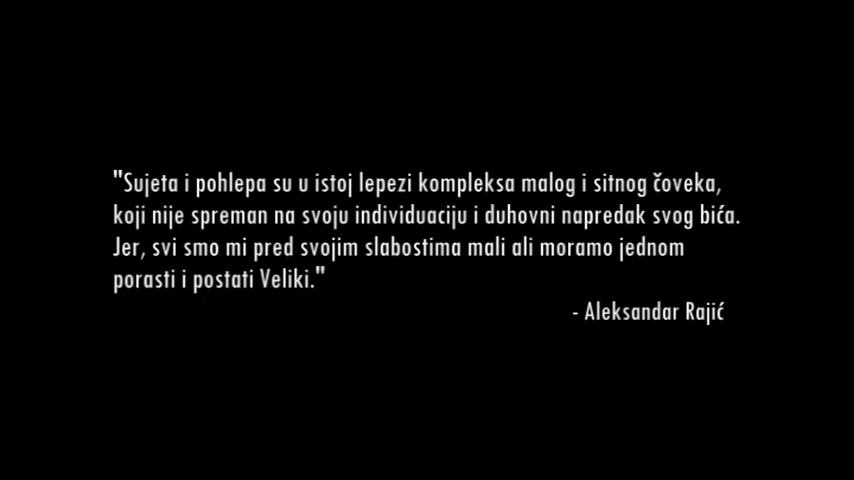 "Sujeta i pohlepa su u istoj lepezi kompleksa malog i sitnog čoveka,
koji nije spreman na svoju individuaciju i duhovni napredak svog bića.
Jer, svi smo mi pred svojim slabostima mali ali moramo jednom
porasti i postati Veliki."
- Aleksandar Rajić